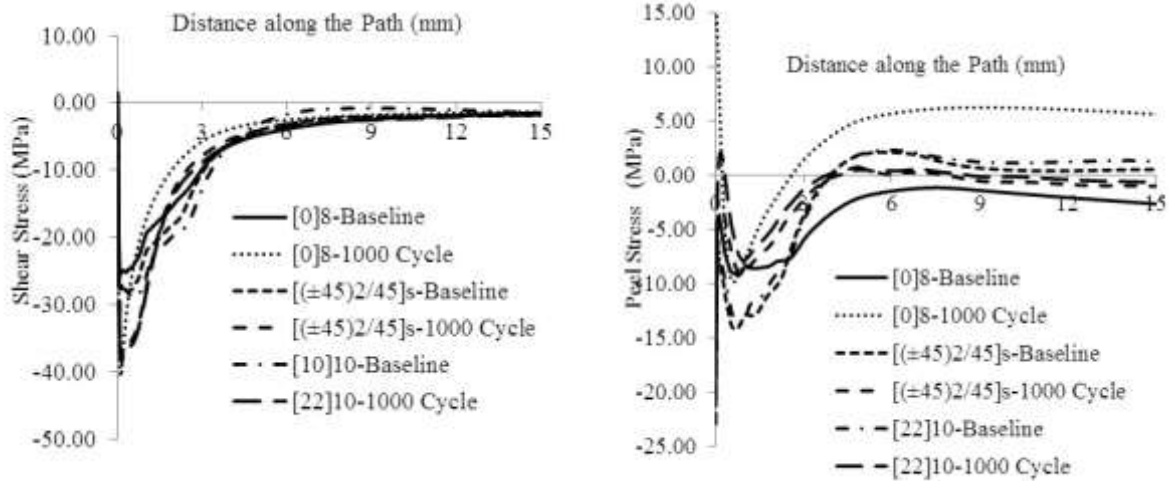 Distance along the Path (mm)
10.00
0.00
-10.00
-20.00
-30.00
-40.00
-50.00
0
3
6
9
12
15
Shear Stress (MPa)
[0]8-Baseline
[0]8-1000 Cycle
[(±45)2/45]s-Baseline
[(±45)2/45]s-1000 Cycle
[10]10-Baseline
[22]10-1000 Cycle
Distance along the Path (mm)
15.00
10.00
5.00
0.00
-5.00
-10.00
-15.00
-20.00
-25.00
0
3
6
9
12
15
Peel Stress (MPa)
[0]8-Baseline
[0]8-1000 Cycle
[(±45)2/45]s-Baseline
[(±45)2/45]s-1000 Cycle
[22]10-Baseline
[22]10-1000 Cycle